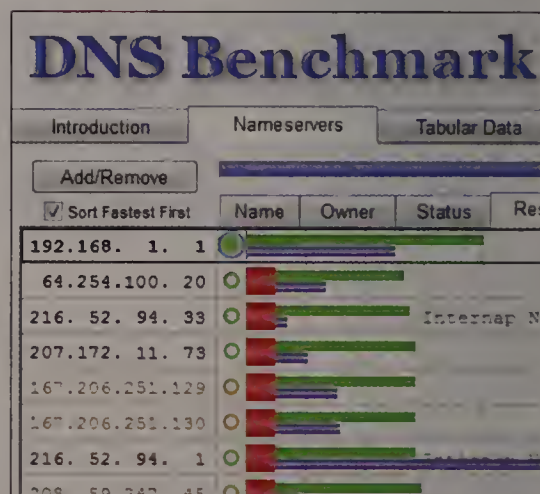 DNS Benchmark
Introduction Nameservers Tabular Data
Add/Remove
Sort Fastest First Name Owner Status
192.168. 1. 1
64.254.100. 20
216. 52. 94. 33 Internap
207.172. 11. 73
167.206.251.129
167.206.251.130
216. 52. 94. 1